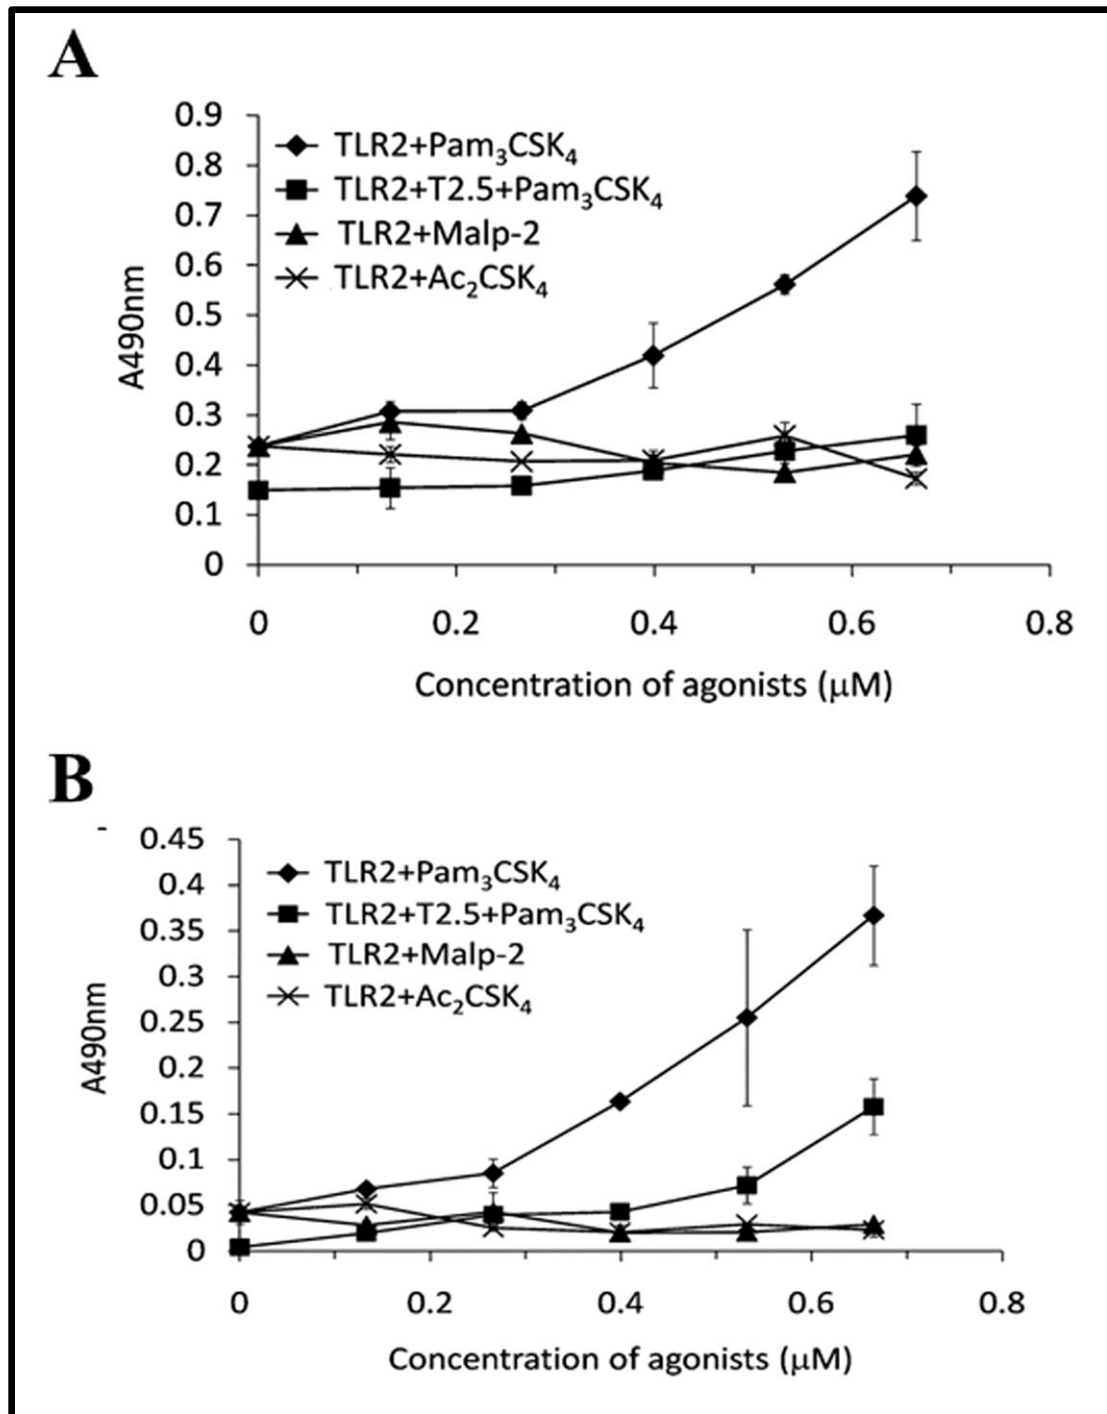 A
0.9
0.8
0.7
0.6
0.5
0.4
0.3
0.2
0.1
0
A490nm
TLR2+Pam₃CSK₄
TLR2+T2.5+Pam₃CSK₄
TLR2+Malp-2
TLR2+Ac₂CSK₄
0 0.2 0.4 0.6 0.8
Concentration of agonists (μM)
B
-
0.45
0.4
0.35
0.3
0.25
0.2
0.15
0.1
0.05
0
A490nm
TLR2+Pam₃CSK₄
TLR2+T2.5+Pam₃CSK₄
TLR2+Malp-2
TLR2+Ac₂CSK₄
0 0.2 0.4 0.6 0.8
Concentration of agonists (μM)